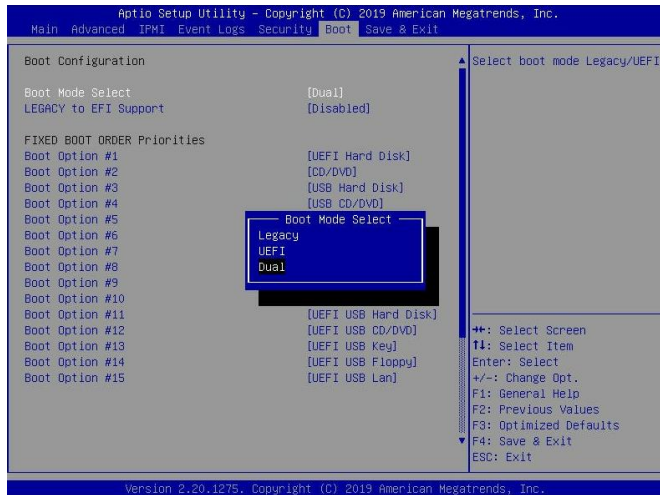 Aptio Setup Utility – Copyright (C) 2019 American Megatrends, Inc.
Main Advanced IPMI Event Logs Security Boot Save & Exit
Boot Configuration
Boot Mode Select [Dual]
LEGACY to EFI Support [Disabled]
FIXED BOOT ORDER Priorities
Boot Option #1 [UEFI Hard Disk]
Boot Option #2 [CD/DVD]
Boot Option #3 [USB Hard Disk]
Boot Option #4 [USB CD/DVD]
Boot Option #5
Boot Option #6
Boot Option #7
Boot Option #8
Boot Option #9
Boot Option #10
Boot Option #11 [UEFI USB Hard Disk]
Boot Option #12 [UEFI USB CD/DVD]
Boot Option #13 [UEFI USB Key]
Boot Option #14 [UEFI USB Floppy]
Boot Option #15 [UEFI USB Lan]
Boot Mode Select
Legacy
UEFI
Dual
Select boot mode Legacy/UEFI
→←: Select Screen
↑↓: Select Item
Enter: Select
+/-: Change Opt.
F1: General Help
F2: Previous Values
F3: Optimized Defaults
F4: Save & Exit
ESC: Exit
Version 2.20.1275. Copyright (C) 2019 American Megatrends, Inc.